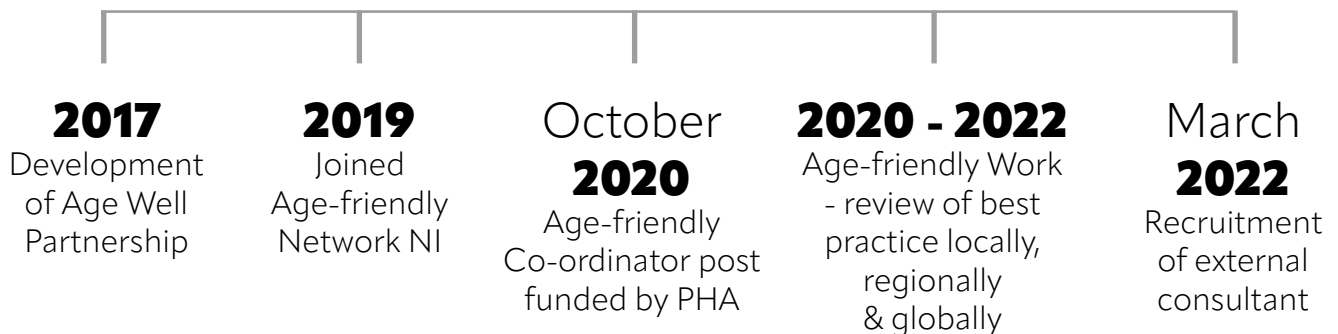 2017
Development
of Age Well
Partnership
2019
Joined
Age-friendly
Network NI
October
2020
Age-friendly
Co-ordinator post
funded by PHA
2020 - 2022
Age-friendly Work
- review of best
practice locally,
regionally
& globally
March
2022
Recruitment
of external
consultant